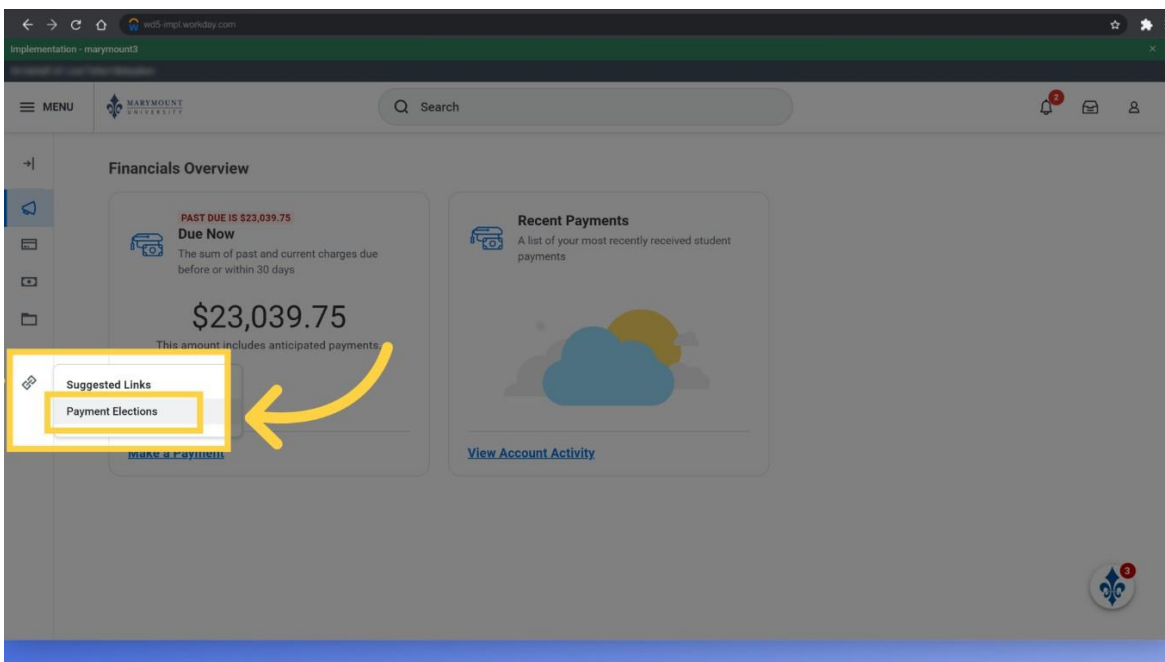 wd5-impl.workday.com
Implementation - marymount3
MENU
MARYMOUNT
UNIVERSITY
Search
2
Financials Overview
PAST DUE IS $23,039.75
Due Now
The sum of past and current charges due
before or within 30 days
$23,039.75
This amount includes anticipated payments.
Recent Payments
A list of your most recently received student
payments
Suggested Links
Payment Elections
Make a Payment
View Account Activity
3